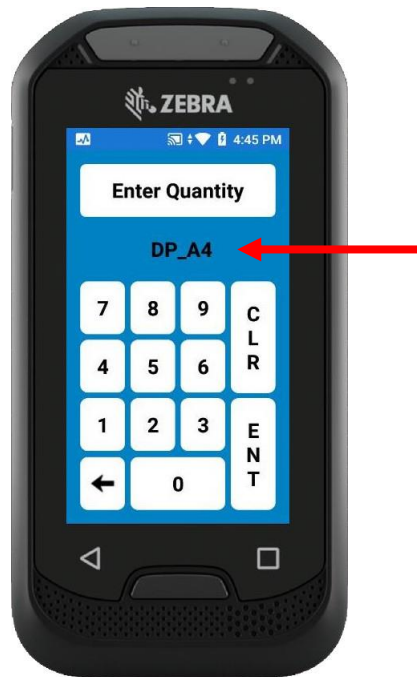 ZEBRA
4:45 PM
Enter Quantity
DP_A4
7 8 9
CLR
4 5 6
1 2 3
ENT
0